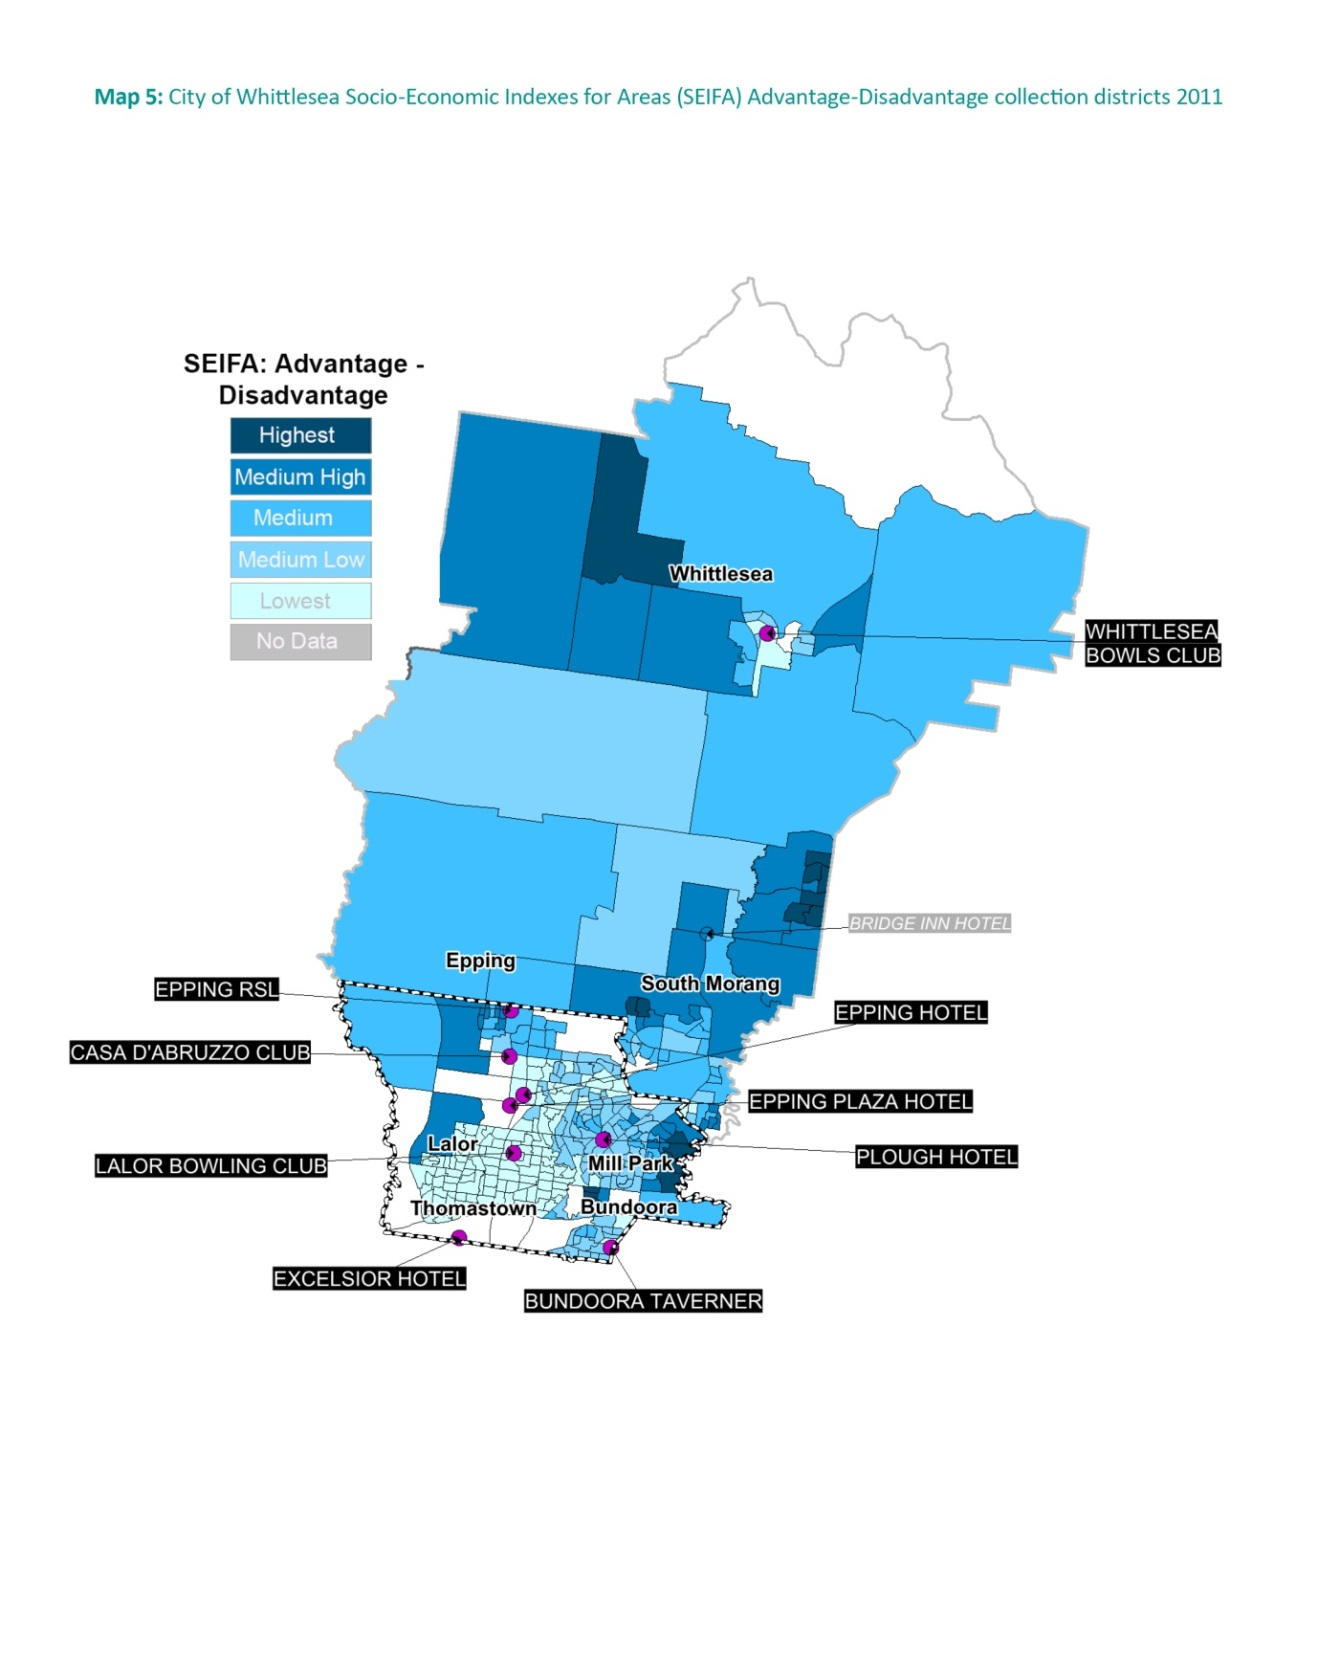 Map 5: City of Whittlesea Socio-Economic Indexes for Areas (SEIFA) Advantage-Disadvantage collection districts 2011
SEIFA: Advantage -
Disadvantage
Highest
Medium High
Medium
Medium Low
Lowest
No Data
Whittlesea
WHITTLESEA
BOWLS CLUB
BRIDGE INN HOTEL
Epping
South Morang
EPPING RSL
EPPING HOTEL
CASA D'ABRUZZO CLUB
EPPING PLAZA HOTEL
Lalor
PLOUGH HOTEL
LALOR BOWLING CLUB
Mill Park
Thomastown
Bundoora
EXCELSIOR HOTEL
BUNDOORA TAVERNER